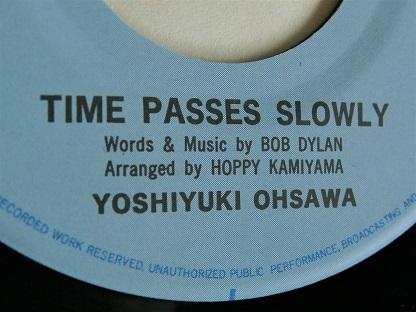 TIME PASSES SLOWLY
Words & Music by BOB DYLAN
Arranged by HOPPY KAMIYAMA
YOSHIYUKI OHSAWA
RECORDED WORK RESERVED, UNAUTHORIZED PUBLIC PERFORMANCE, BROADCASTING AND